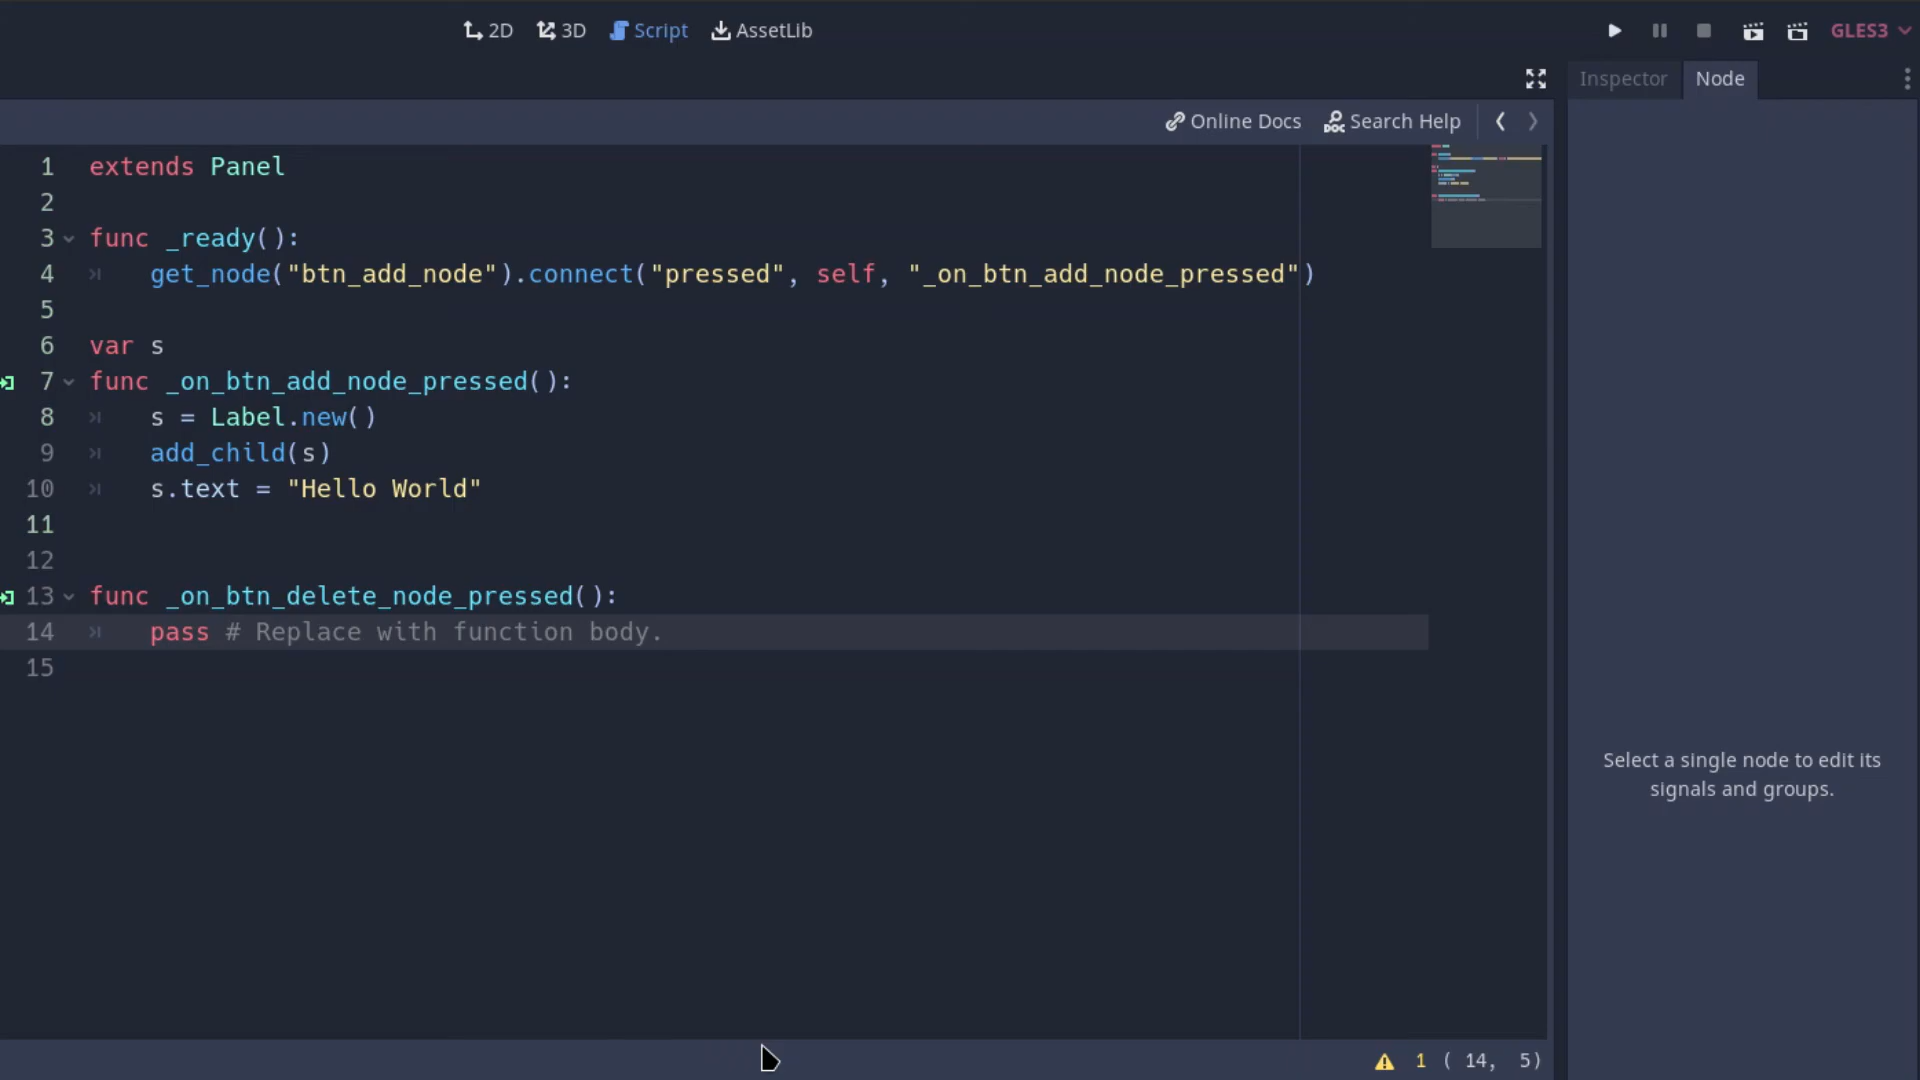 2D 3D Script AssetLib GLES3
Inspector Node
Online Docs DOC Search Help
1 extends Panel
2
3 func _ready():
4 get_node("btn_add_node").connect("pressed", self, "_on_btn_add_node_pressed")
5
6 var s
7 func _on_btn_add_node_pressed():
8 s = Label.new()
9 add_child(s)
10 s.text = "Hello World"
11
12
13 func _on_btn_delete_node_pressed():
14 pass # Replace with function body.
15
Select a single node to edit its
signals and groups.
1 ( 14, 5)